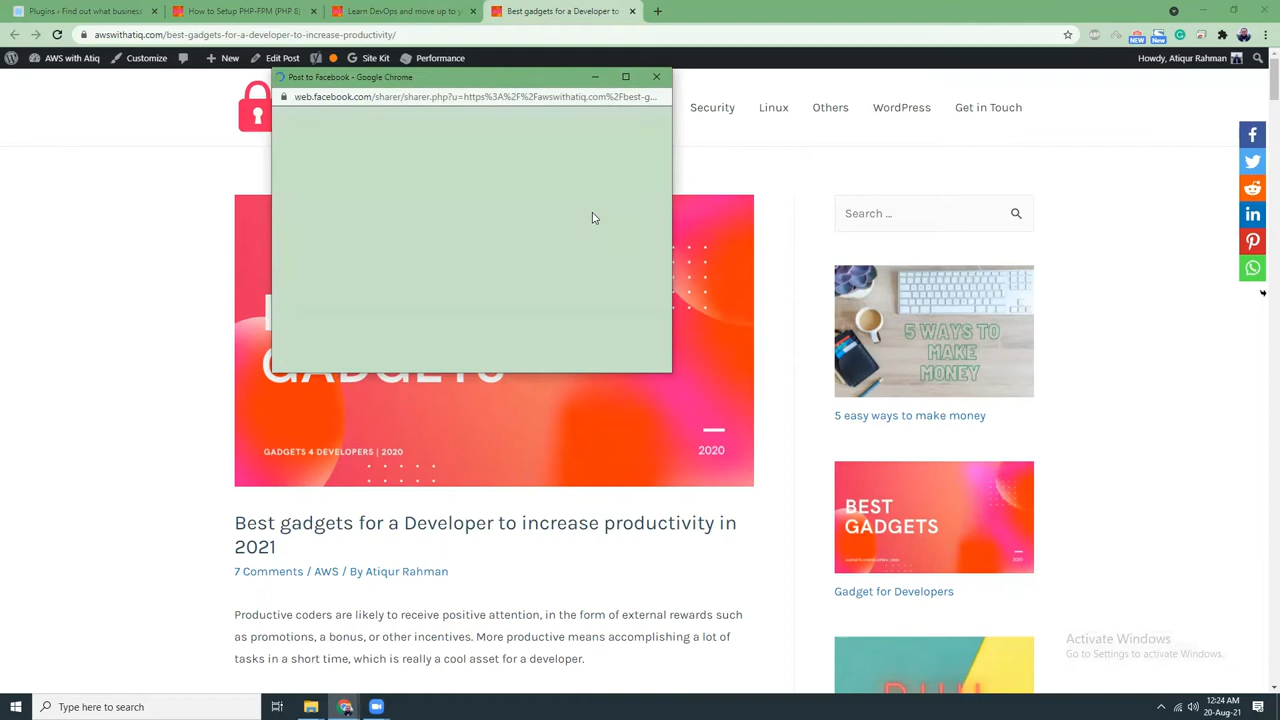 Plugins - Find what business
How to Setup PHP-FPM (PHP 8)
Learn DevOps and AWS to
Best gadgets for a Developer to
awswithatiq.com/best-gadgets-for-a-developer-to-increase-productivity/
New
New
AWS with Atiq
Customize
New
Edit Post
Site Kit
Performance
Howdy, Atiqur Rahman
Post to Facebook - Google Chrome
web.facebook.com/sharer/sharer.php?u=https%3A%2F%2Fawswithatiq.com%2Fbest-g...
Security
Linux
Others
WordPress
Get in Touch
Search ...
GADGETS
GADGETS 4 DEVELOPERS | 2020
2020
5 WAYS TO
MAKE
MONEY
5 easy ways to make money
BEST
GADGETS
Gadget for Developers
Best gadgets for a Developer to increase productivity in
2021
7 Comments / AWS / By Atiqur Rahman
Productive coders are likely to receive positive attention, in the form of external rewards such
as promotions, a bonus, or other incentives. More productive means accomplishing a lot of
tasks in a short time, which is really a cool asset for a developer.
Activate Windows
Go to Settings to activate Windows.
Type here to search
12:24 AM
20-Aug-21